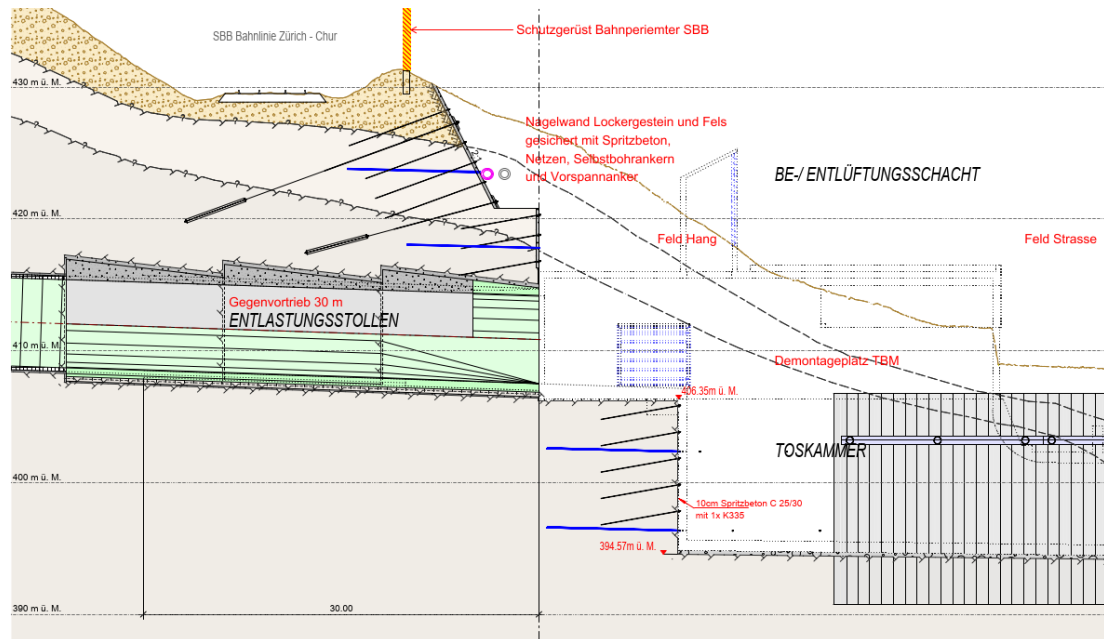 Schutzgerüst Bahnperiemter SBB
SBB Bahnlinie Zürich - Chur
430 m ü. M.
Nagelwand Lockergestein und Fels
gesichert mit Spritzbeton,
Netzen, Selbstbohrankern
und Vorspannanker
BE-/ ENTLÜFTUNGSSCHACHT
420 m ü. M.
Feld Hang
Feld Strasse
Gegenvortrieb 30 m
ENTLASTUNGSSTOLLEN
410 m ü. M.
Demontageplatz TBM
406.35m ü. M.
TOSKAMMER
400 m ü. M.
10cm Spritzbeton C 25/30
mit 1x K335
394.57m ü. M.
390 m ü. M.
30.00